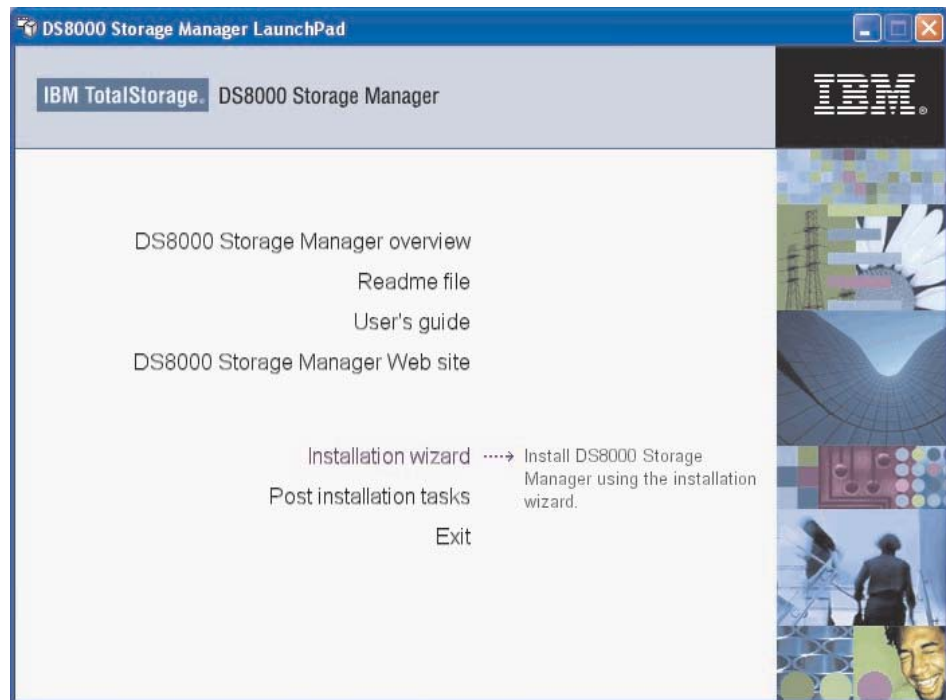 DS8000 Storage Manager LaunchPad
IBM TotalStorage® DS8000 Storage Manager
IBM®
DS8000 Storage Manager overview
Readme file
User's guide
DS8000 Storage Manager Web site
Installation wizard
Install DS8000 Storage
Manager using the installation
wizard.
Post installation tasks
Exit